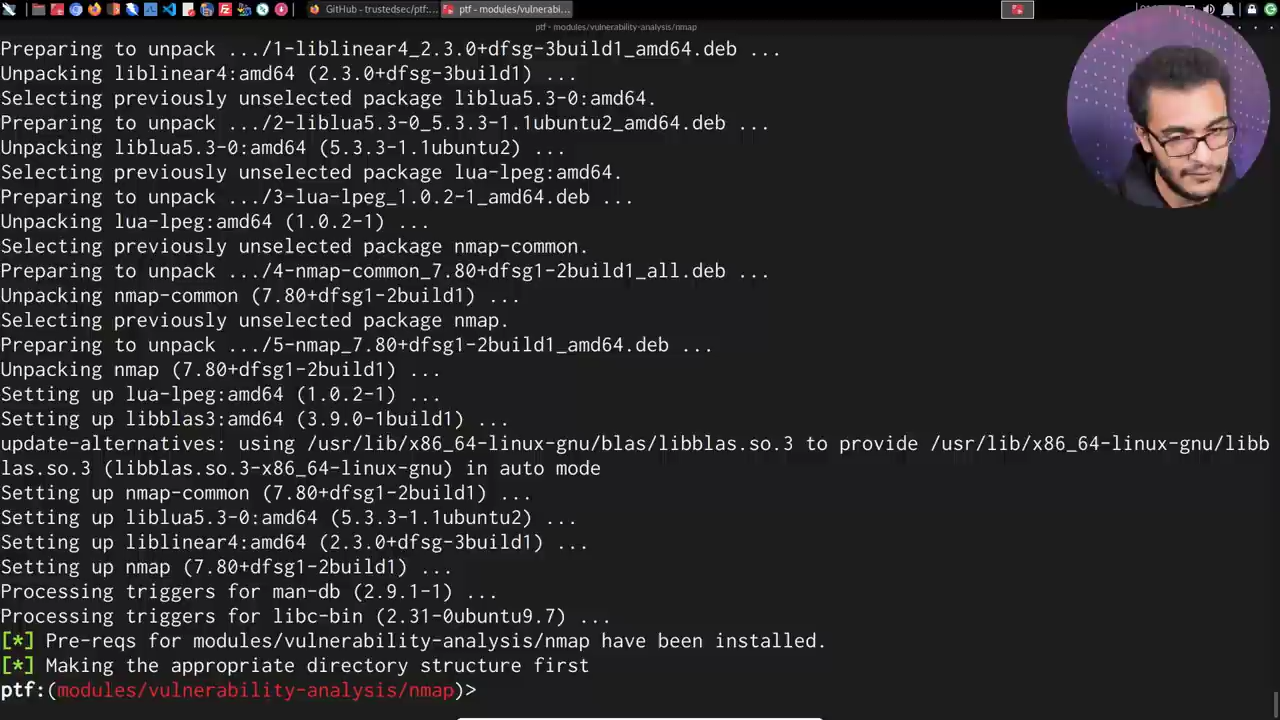 GitHub - trustedsec/ptf:...
ptf - modules/vulnerabili...
ptf - modules/vulnerability-analysis/nmap
Preparing to unpack .../1-liblinear4_2.3.0+dfsg-3build1_amd64.deb ...
Unpacking liblinear4:amd64 (2.3.0+dfsg-3build1) ...
Selecting previously unselected package liblua5.3-0:amd64.
Preparing to unpack .../2-liblua5.3-0_5.3.3-1.1ubuntu2_amd64.deb ...
Unpacking liblua5.3-0:amd64 (5.3.3-1.1ubuntu2) ...
Selecting previously unselected package lua-lpeg:amd64.
Preparing to unpack .../3-lua-lpeg_1.0.2-1_amd64.deb ...
Unpacking lua-lpeg:amd64 (1.0.2-1) ...
Selecting previously unselected package nmap-common.
Preparing to unpack .../4-nmap-common_7.80+dfsg1-2build1_all.deb ...
Unpacking nmap-common (7.80+dfsg1-2build1) ...
Selecting previously unselected package nmap.
Preparing to unpack .../5-nmap_7.80+dfsg1-2build1_amd64.deb ...
Unpacking nmap (7.80+dfsg1-2build1) ...
Setting up lua-lpeg:amd64 (1.0.2-1) ...
Setting up libblas3:amd64 (3.9.0-1build1) ...
update-alternatives: using /usr/lib/x86_64-linux-gnu/blas/libblas.so.3 to provide /usr/lib/x86_64-linux-gnu/libb
las.so.3 (libblas.so.3-x86_64-linux-gnu) in auto mode
Setting up nmap-common (7.80+dfsg1-2build1) ...
Setting up liblua5.3-0:amd64 (5.3.3-1.1ubuntu2) ...
Setting up liblinear4:amd64 (2.3.0+dfsg-3build1) ...
Setting up nmap (7.80+dfsg1-2build1) ...
Processing triggers for man-db (2.9.1-1) ...
Processing triggers for libc-bin (2.31-0ubuntu9.7) ...
[*] Pre-reqs for modules/vulnerability-analysis/nmap have been installed.
[*] Making the appropriate directory structure first
ptf:(modules/vulnerability-analysis/nmap)>